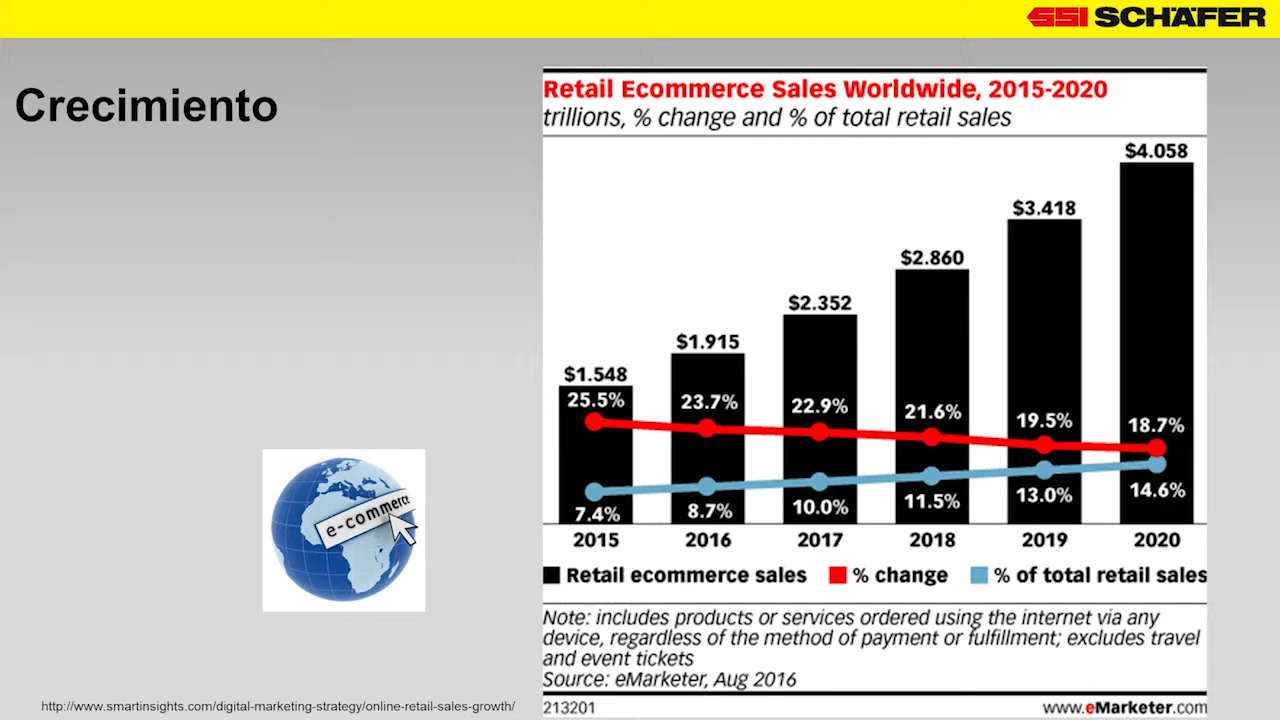 SSI SCHÄFER
Crecimiento
Retail Ecommerce Sales Worldwide, 2015-2020
trillions, % change and % of total retail sales
$4.058
$3.418
$2.860
$2.352
$1.915
$1.548
25.5% 23.7% 22.9% 21.6% 19.5% 18.7%
7.4% 8.7% 10.0% 11.5% 13.0% 14.6%
2015 2016 2017 2018 2019 2020
Retail ecommerce sales % change % of total retail sales
e-commerce
Note: includes products or services ordered using the internet via any
device, regardless of the method of payment or fulfillment; excludes travel
and event tickets
Source: eMarketer, Aug 2016
213201 www.eMarketer.com
http://www.smartinsights.com/digital-marketing-strategy/online-retail-sales-growth/